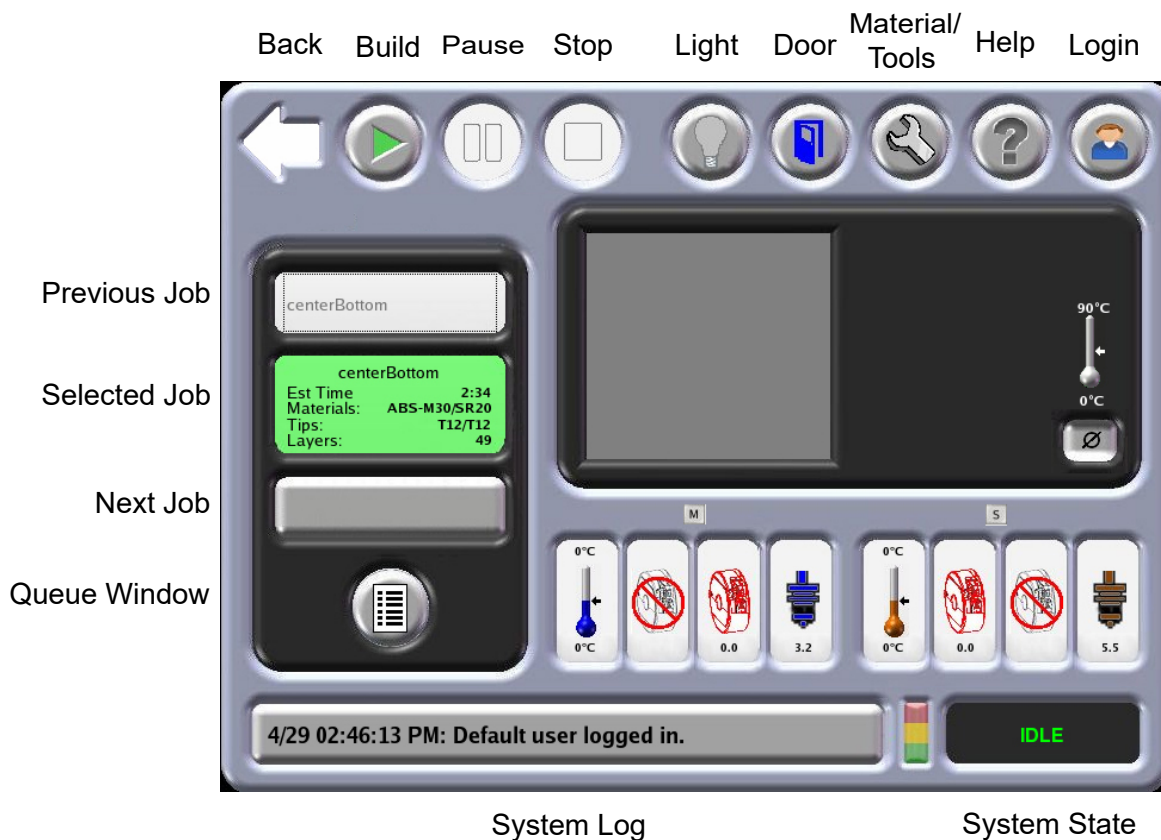 Back Build Pause Stop Light Door Material/
Tools Help Login
Previous Job
centerBottom
Selected Job
centerBottom
Est Time 2:34
Materials: ABS-M30/SR20
Tips: T12/T12
Layers: 49
Next Job
Queue Window
90°C
0°C
M
S
0°C
0°C
0.0
3.2
0°C
0°C
0.0
5.5
4/29 02:46:13 PM: Default user logged in.
IDLE
System Log
System State